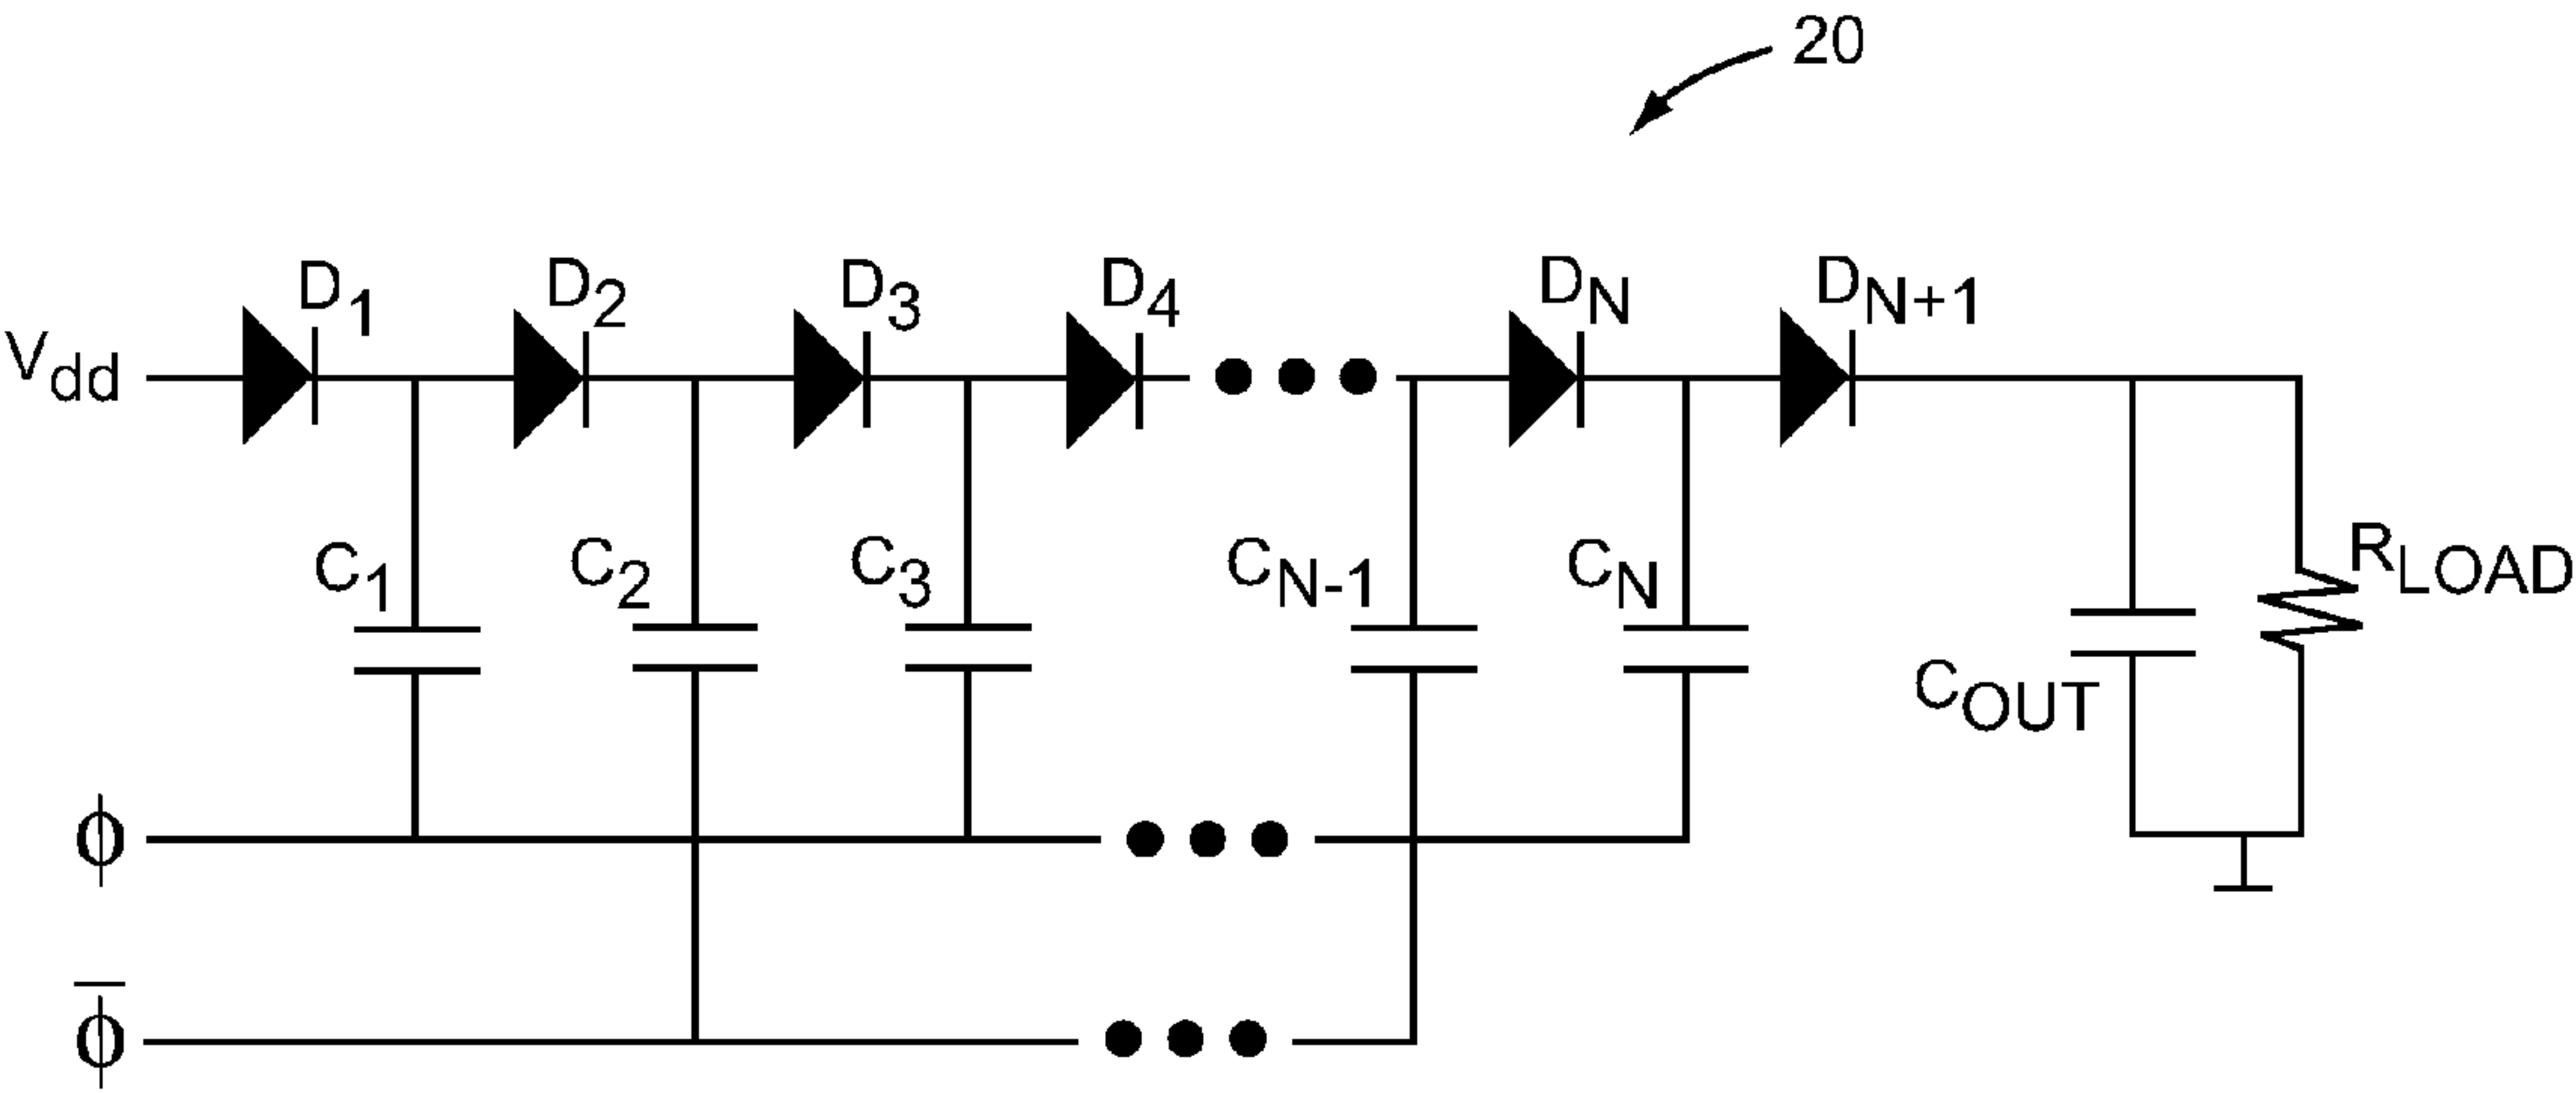 20
D1 D2 D3 D4 DN DN+1
Vdd
C1 C2 C3 CN-1 CN COUT RLOAD
ϕ
ϕ̅